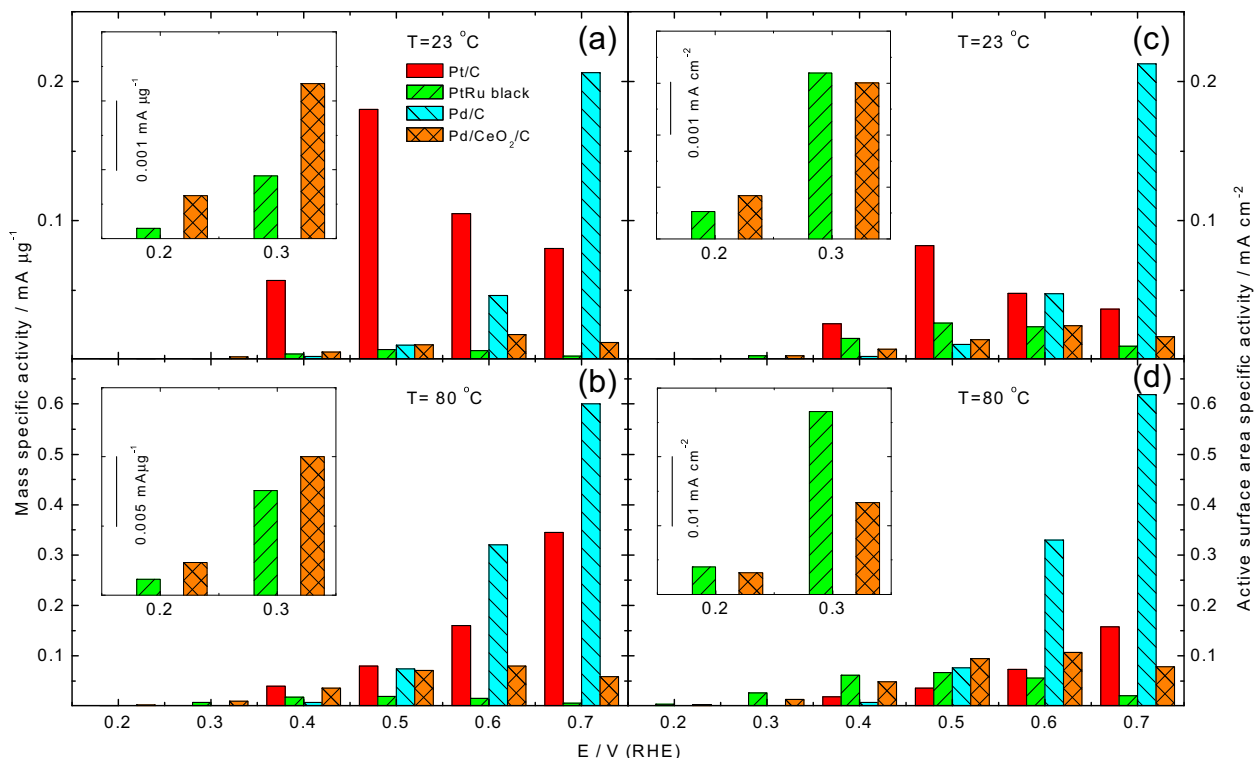 Mass specific activity / mA µg⁻¹
(a)
T=23 °C
Pt/C
PtRu black
Pd/C
Pd/CeO₂/C
0.2
0.1
0.001 mA µg⁻¹
0.2 0.3
(c)
T=23 °C
0.2
0.1
0.001 mA cm⁻²
0.2 0.3
(b)
T= 80 °C
0.6
0.5
0.4
0.3
0.2
0.1
0.005 mAµg⁻¹
0.2 0.3
0.2 0.3 0.4 0.5 0.6 0.7
(d)
T=80 °C
0.6
0.5
0.4
0.3
0.2
0.1
0.01 mA cm⁻²
0.2 0.3
0.2 0.3 0.4 0.5 0.6 0.7
Active surface area specific activity / mA cm⁻²
E / V (RHE)